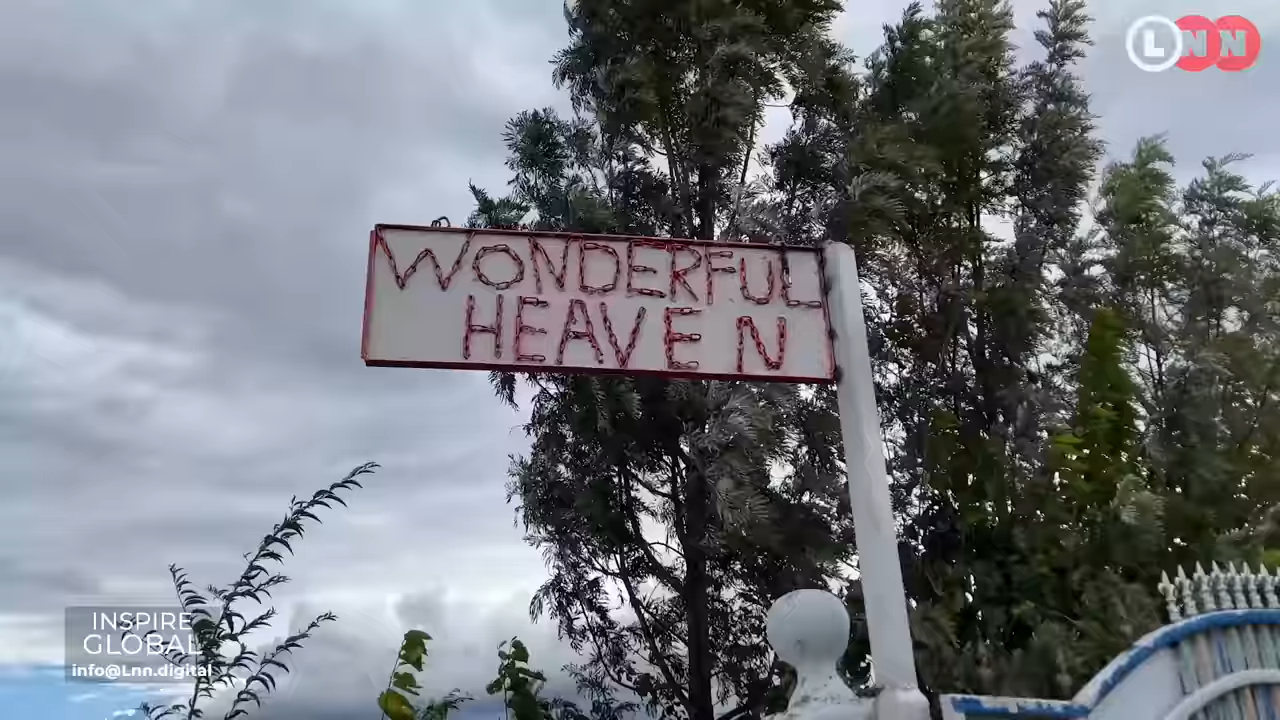 LNN
WONDERFUL
HEAVEN
INSPIRE
GLOBAL
info@Lnn.digital